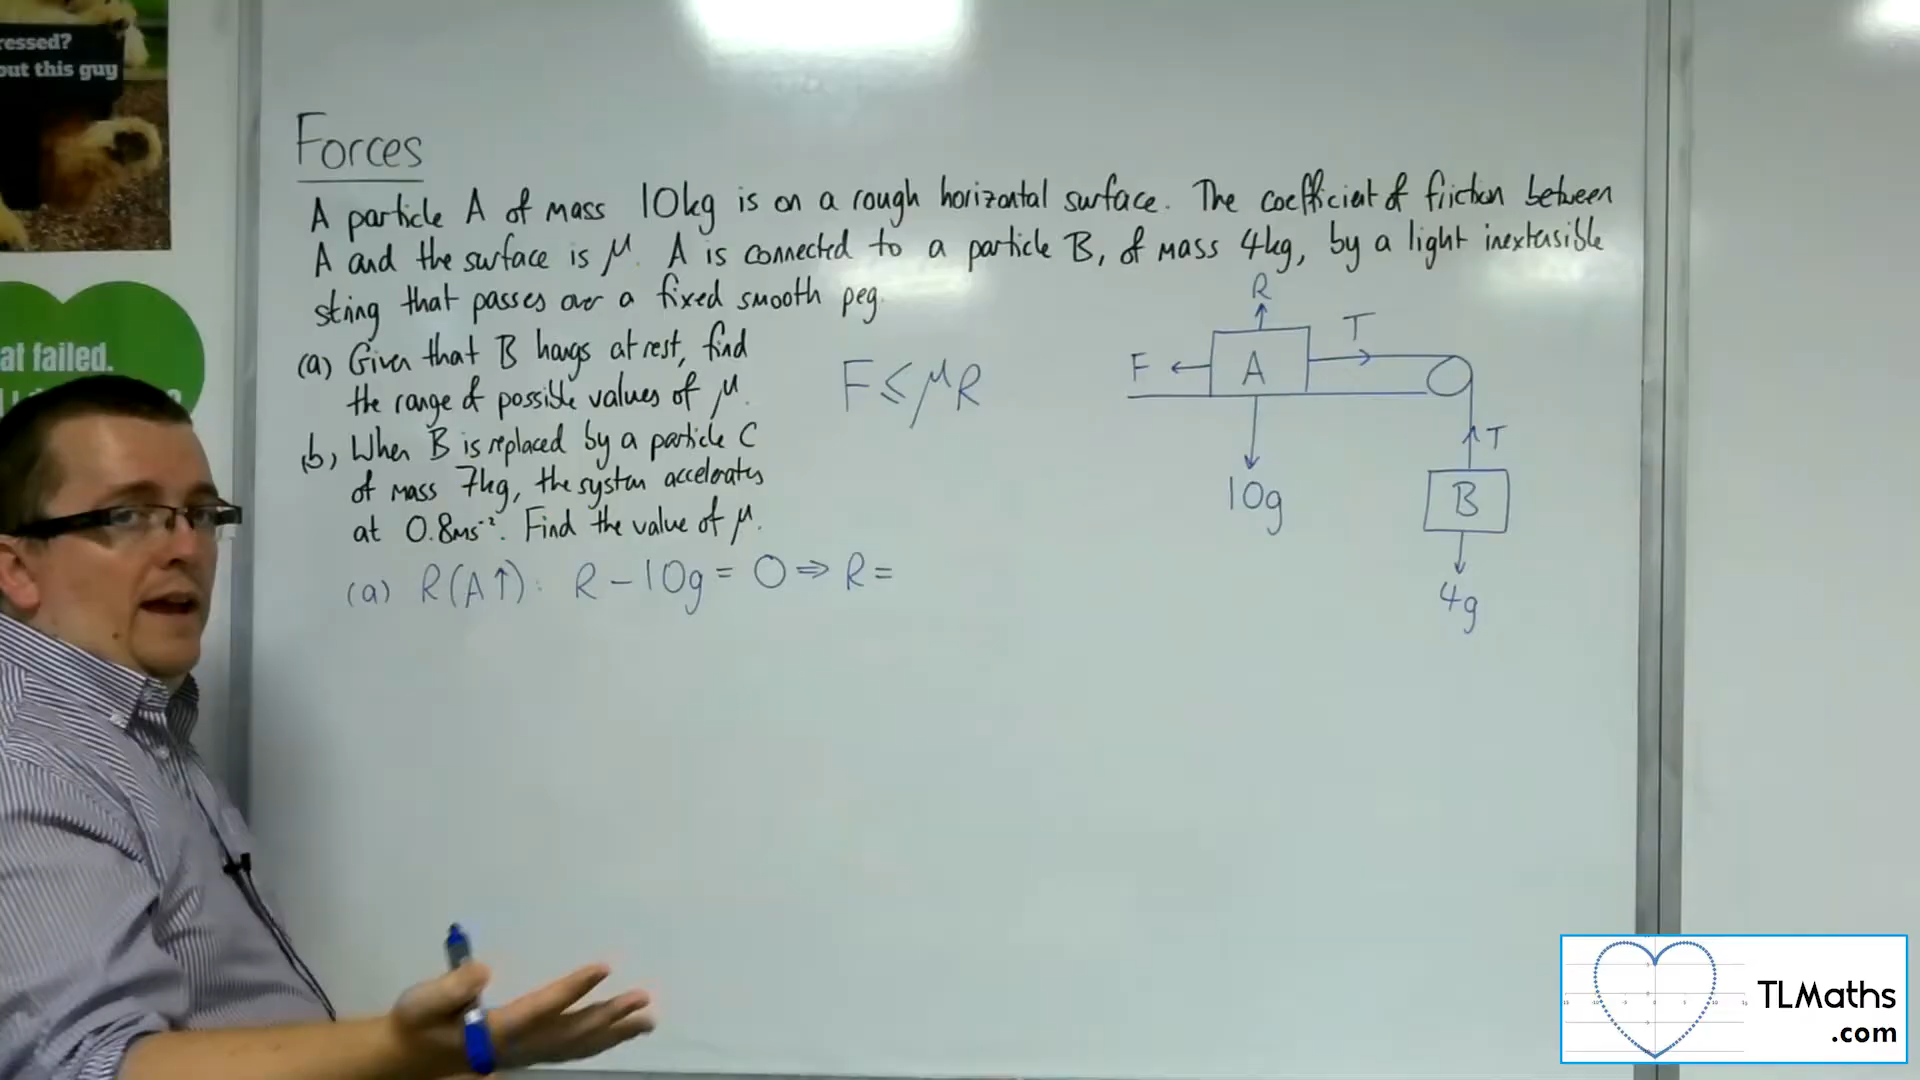 ressed?
out this guy
at failed.
Forces
A particle A of mass 10kg is on a rough horizontal surface. The coefficient of friction between
A and the surface is μ. A is connected to a particle B, of mass 4kg, by a light inextensible
string that passes over a fixed smooth peg.
(a) Given that B hangs at rest, find
the range of possible values of μ.
(b) When B is replaced by a particle C
of mass 7kg, the system accelerates
at 0.8ms⁻². Find the value of μ.
F ≤ μR
R
F
A
T
10g
T
B
4g
(a) R(A↑): R - 10g = 0 ⇒ R =
TLMaths
.com